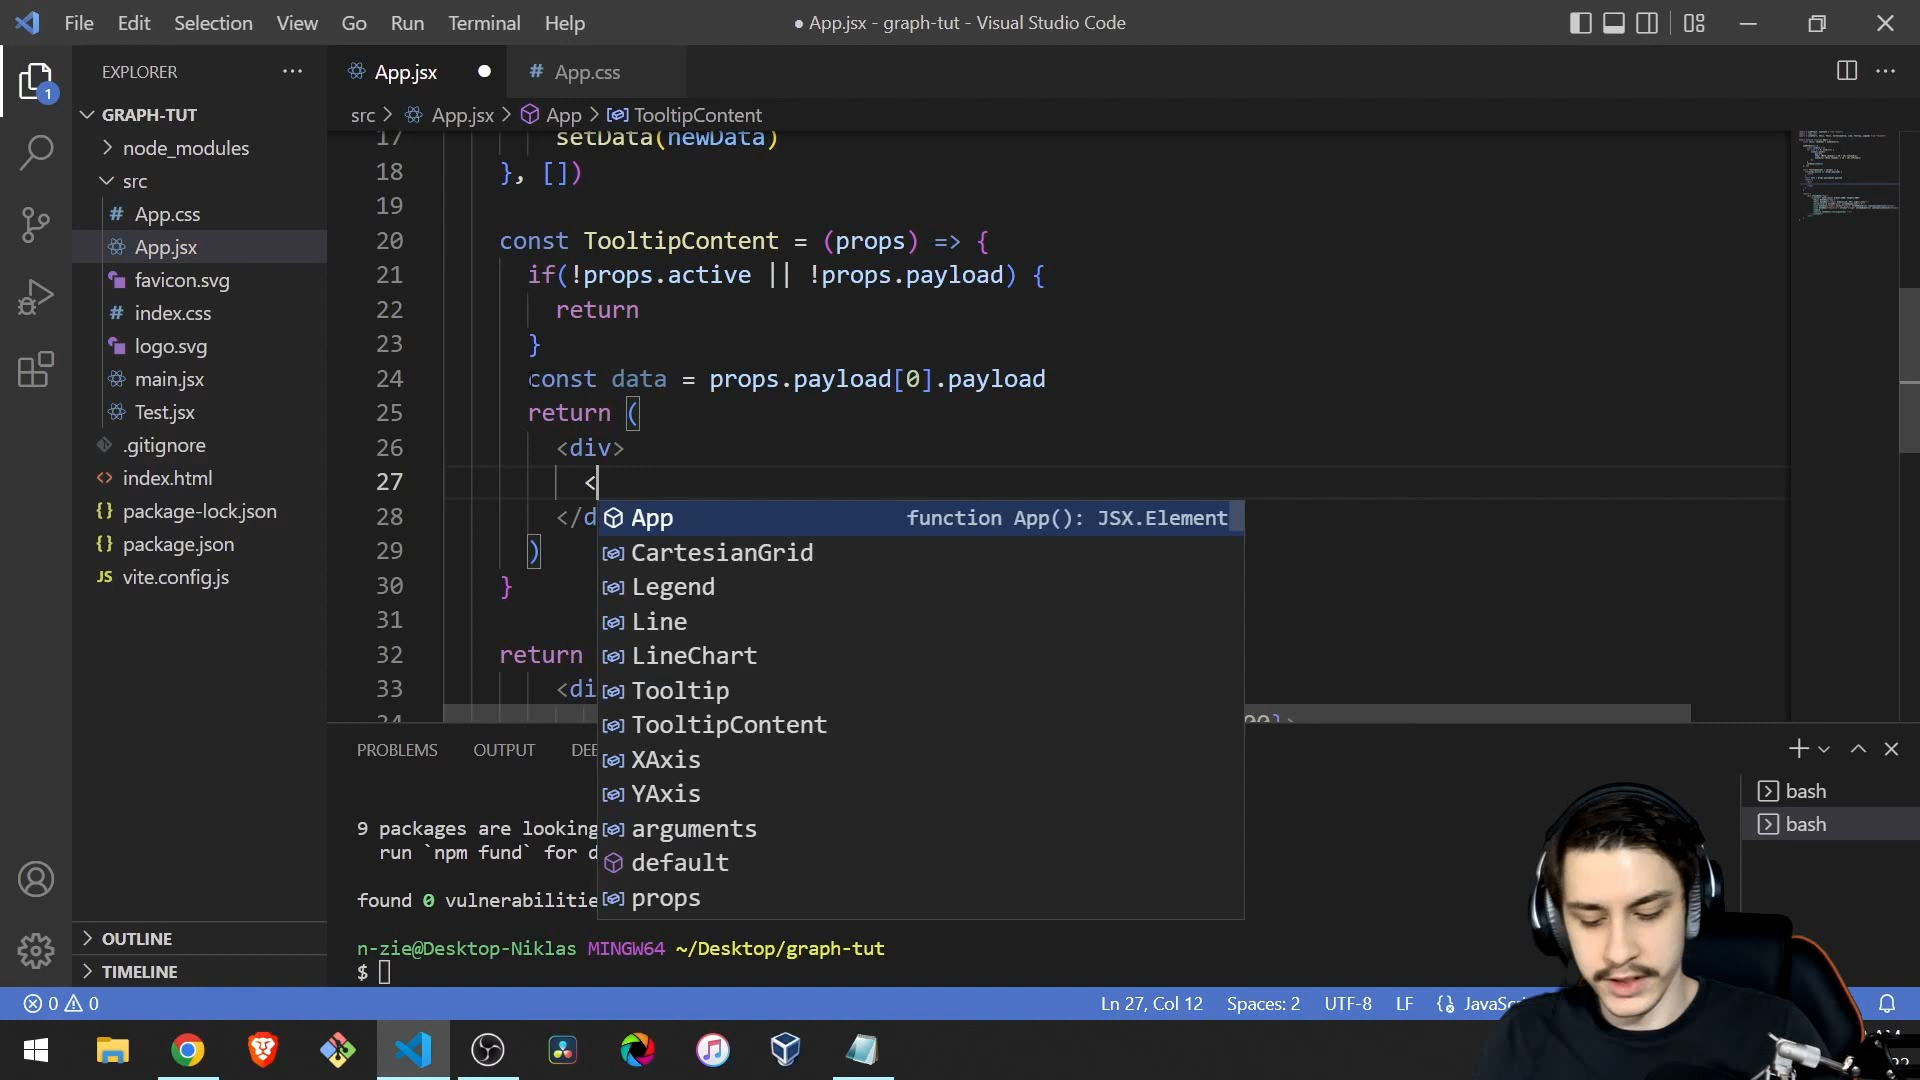 File Edit Selection View Go Run Terminal Help
● App.jsx - graph-tut - Visual Studio Code
EXPLORER
App.jsx
# App.css
1
GRAPH-TUT
src > App.jsx > App > TooltipContent
node_modules
src
# App.css
App.jsx
favicon.svg
# index.css
logo.svg
main.jsx
Test.jsx
.gitignore
<> index.html
{} package-lock.json
{} package.json
JS vite.config.js
OUTLINE
TIMELINE
17 setData(newData)
18 }, [])
19
20 const TooltipContent = (props) => {
21 if(!props.active || !props.payload) {
22 return
23 }
24 const data = props.payload[0].payload
25 return (
26 <div>
27 <
28 </d
29 )
30 }
31
32 return
33 <di
34
App function App(): JSX.Element
CartesianGrid
Legend
Line
LineChart
Tooltip
TooltipContent
XAxis
YAxis
arguments
default
props
PROBLEMS OUTPUT DE
9 packages are looking
run `npm fund` for d
found 0 vulnerabilitie
n-zie@Desktop-Niklas MINGW64 ~/Desktop/graph-tut
$
bash
bash
0 0
Ln 27, Col 12 Spaces: 2 UTF-8 LF {} JavaSc